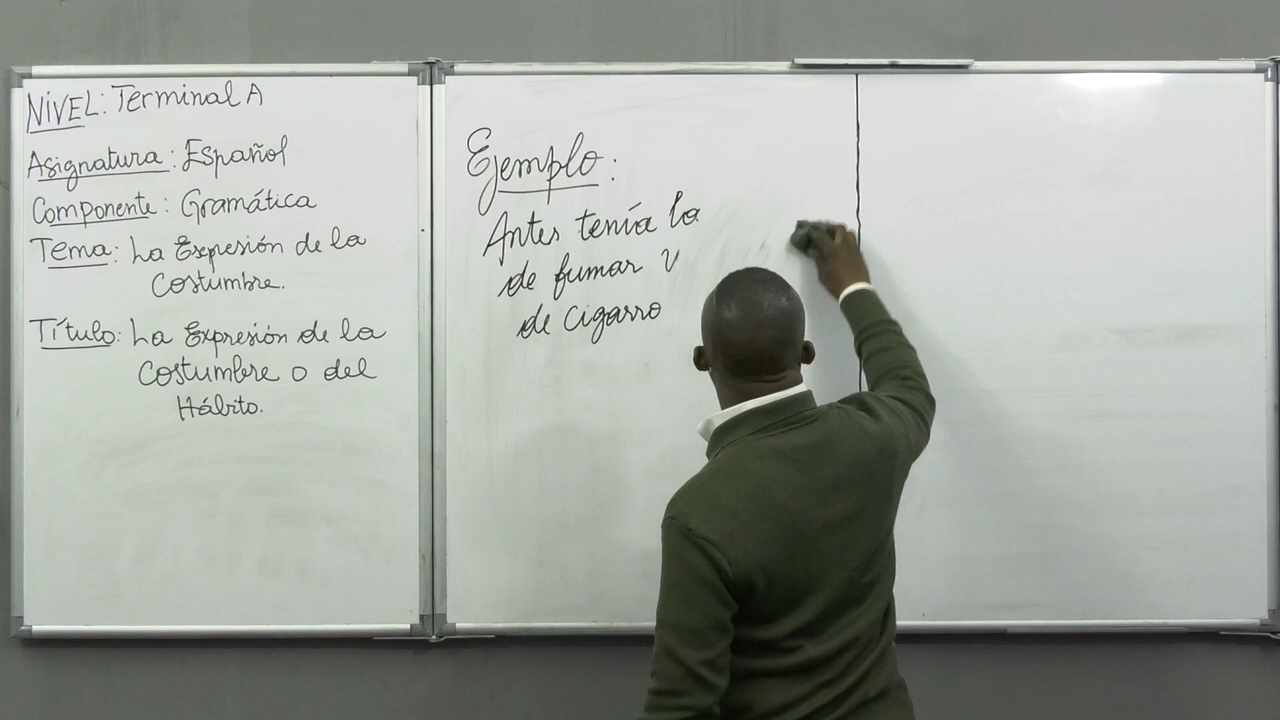 NIVEL: Terminal A
Asignatura: Español
Componente: Gramática
Tema: La Expresión de la
Costumbre.
Título: La Expresión de la
Costumbre o del
Hábito.
Ejemplo:
Antes tenía la
de fumar
de cigarro